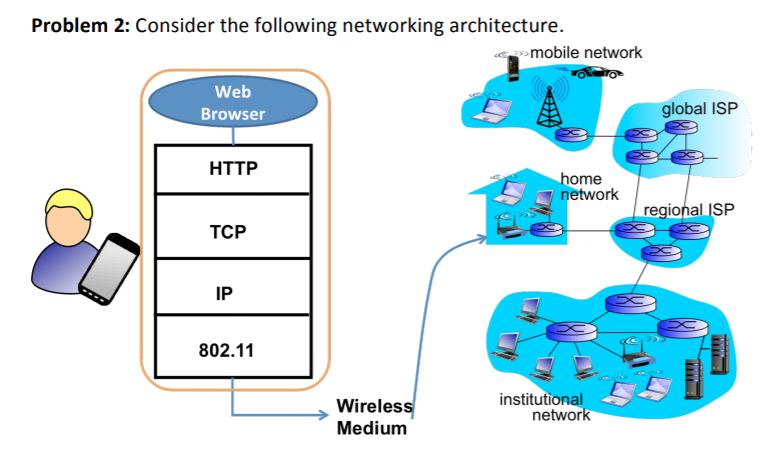 Problem 2: Consider the following networking architecture.
mobile network
Web
Browser
global ISP
HTTP
home
network
regional ISP
TCP
IP
802.11
Wireless
Medium
institutional
network